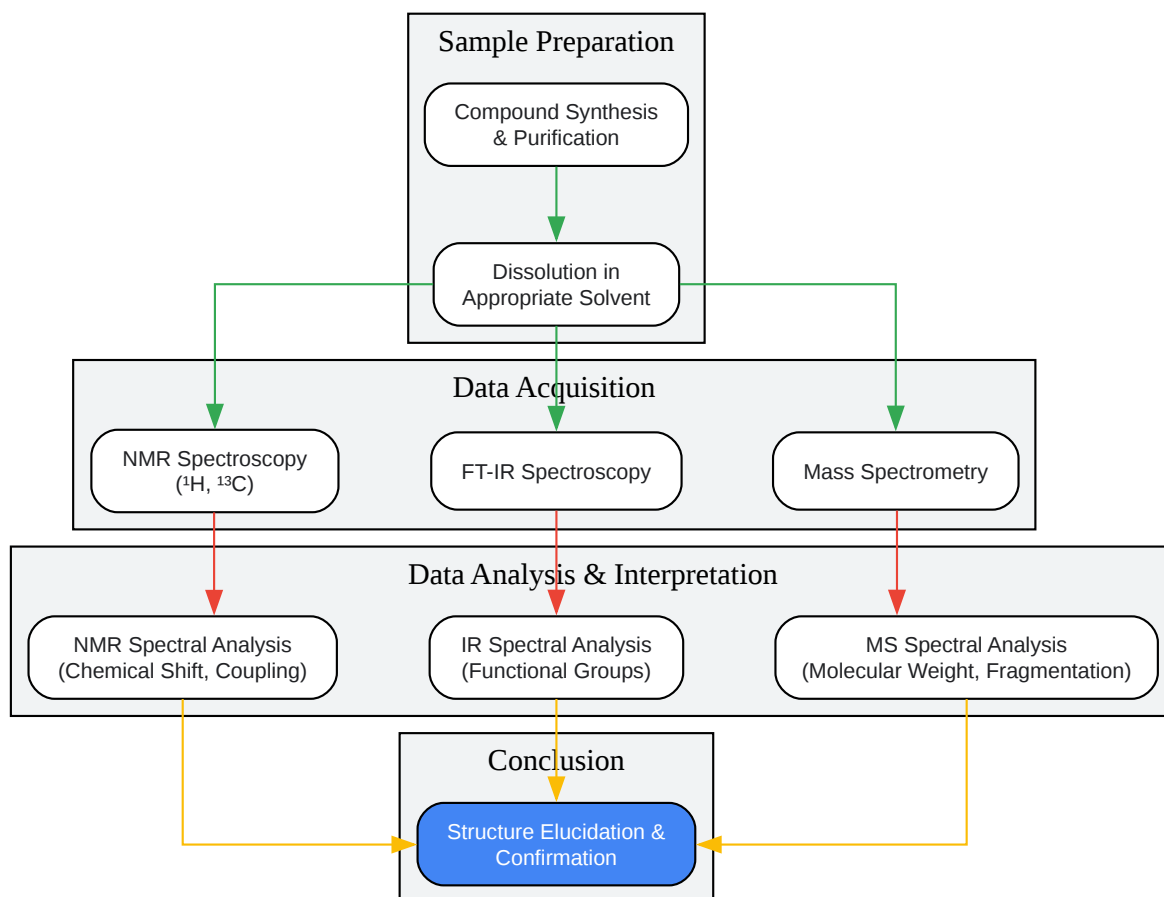 Sample Preparation
Compound Synthesis
& Purification
Dissolution in
Appropriate Solvent
Data Acquisition
NMR Spectroscopy
(¹H, ¹³C)
FT-IR Spectroscopy
Mass Spectrometry
Data Analysis & Interpretation
NMR Spectral Analysis
(Chemical Shift, Coupling)
IR Spectral Analysis
(Functional Groups)
MS Spectral Analysis
(Molecular Weight, Fragmentation)
Conclusion
Structure Elucidation &
Confirmation